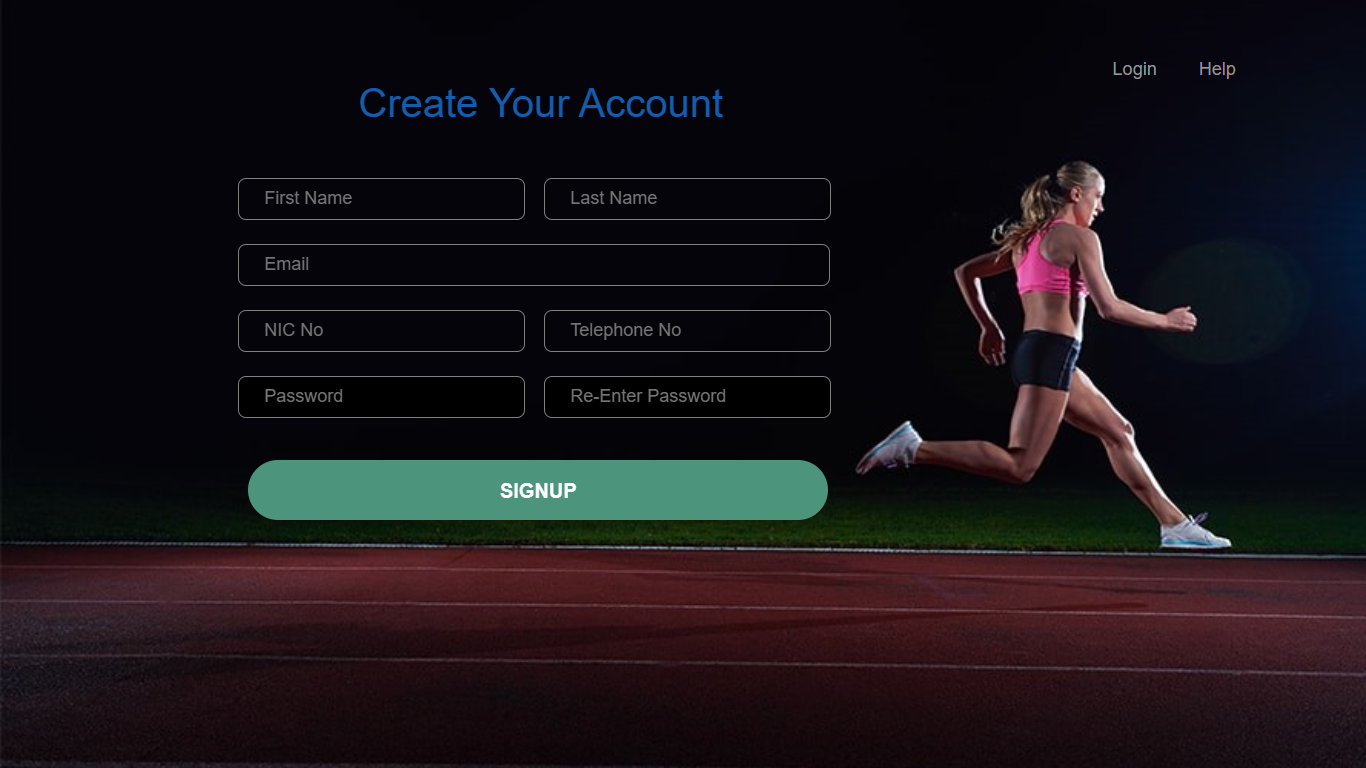 Login Help
Create Your Account
First Name Last Name
Email
NIC No Telephone No
Password Re-Enter Password
SIGNUP